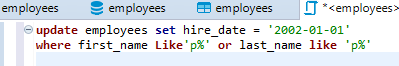 employees employees employees *<employees>
update employees set hire_date = '2002-01-01'
where first_name Like'p%' or last_name like 'p%'